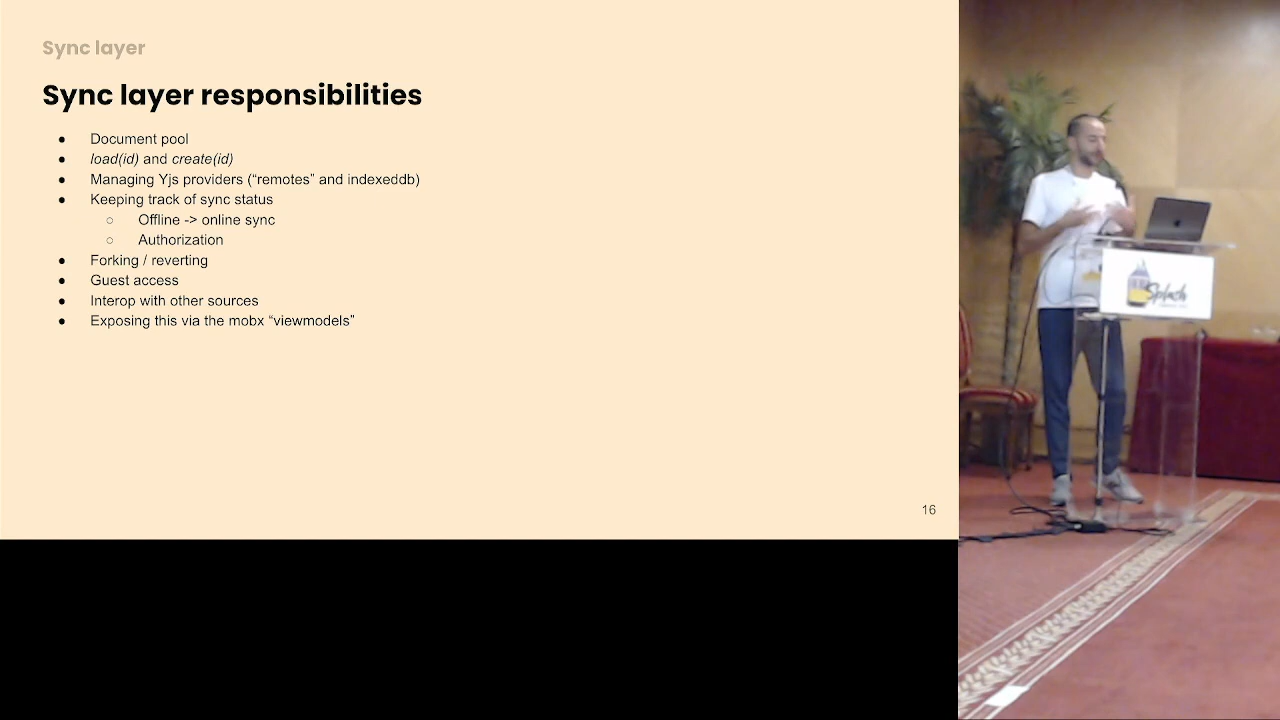 Sync layer
Sync layer responsibilities
● Document pool
● load(id) and create(id)
● Managing Yjs providers (“remotes” and indexeddb)
● Keeping track of sync status
○ Offline -> online sync
○ Authorization
● Forking / reverting
● Guest access
● Interop with other sources
● Exposing this via the mobx “viewmodels”
16
Splash